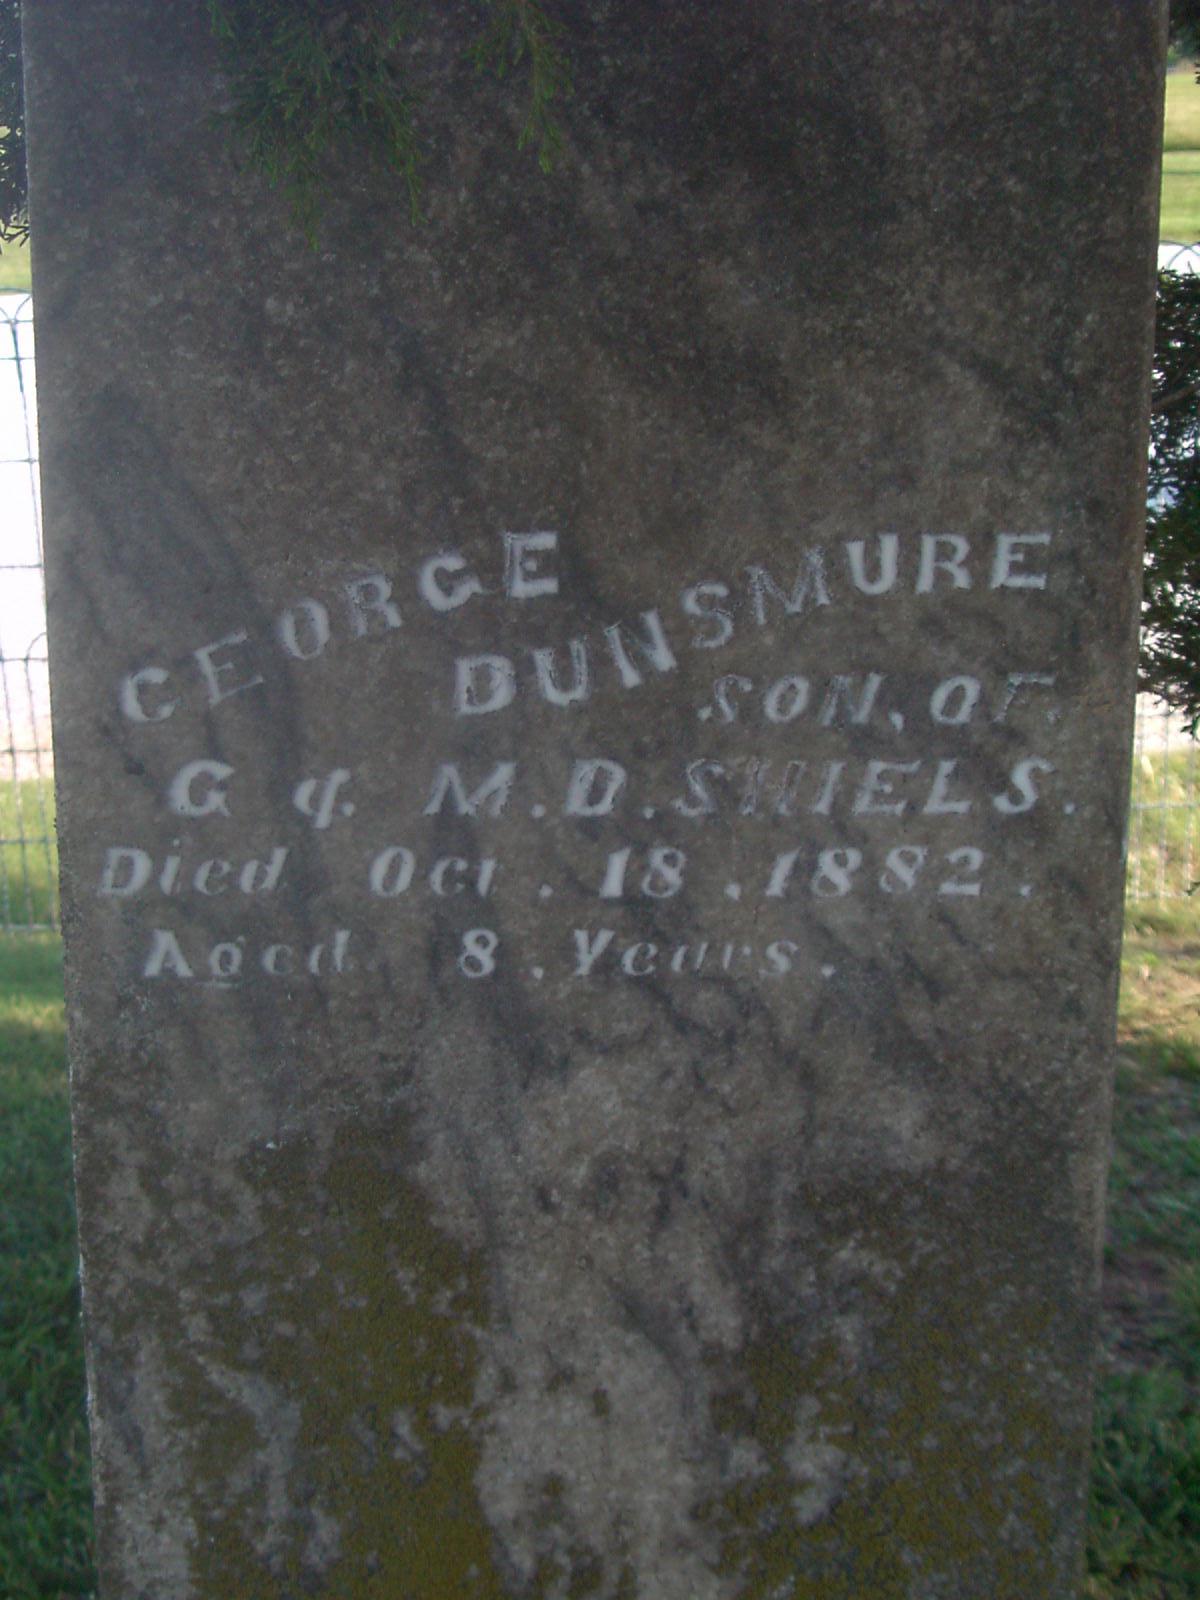 GEORGE
DUNSMURE
SON, OF.
G & M. D. SHIELS.
Died Oct. 18, 1882.
Aged 8. Years.